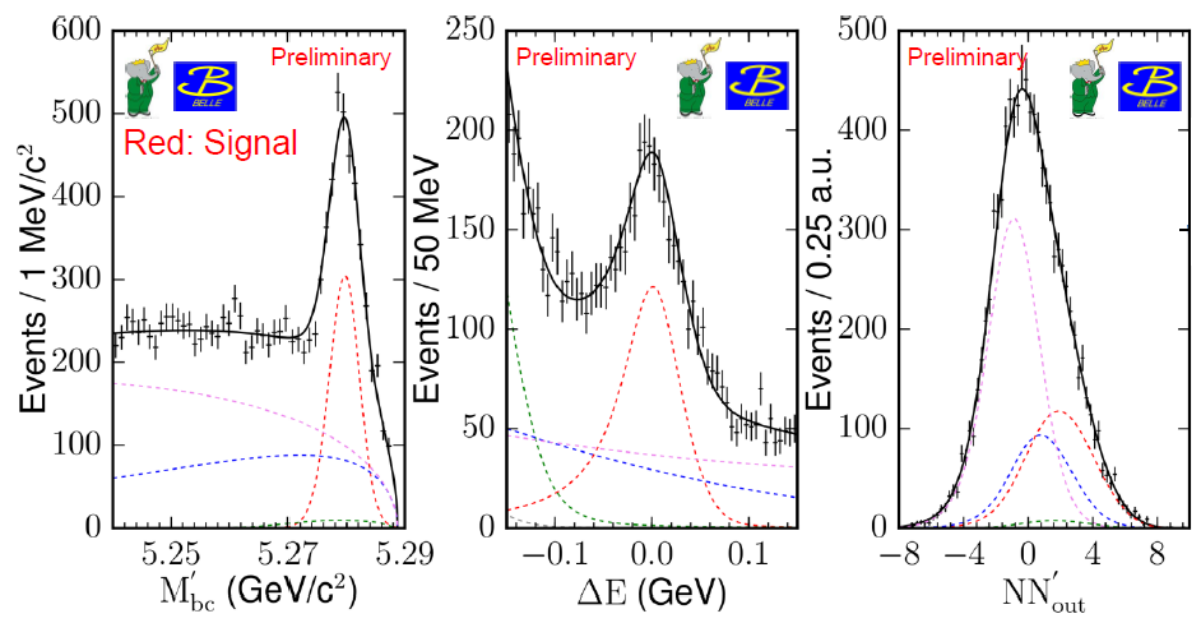 600
500
400
300
200
100
0
Events / 1 MeV/c²
5.25
5.27
5.29
M′bc (GeV/c²)
Preliminary
B
BELLE
Red: Signal
250
200
150
100
50
0
Events / 50 MeV
−0.1
0.0
0.1
ΔE (GeV)
Preliminary
B
BELLE
500
400
300
200
100
0
Events / 0.25 a.u.
−8
−4
0
4
8
NN′out
Preliminary
B
BELLE